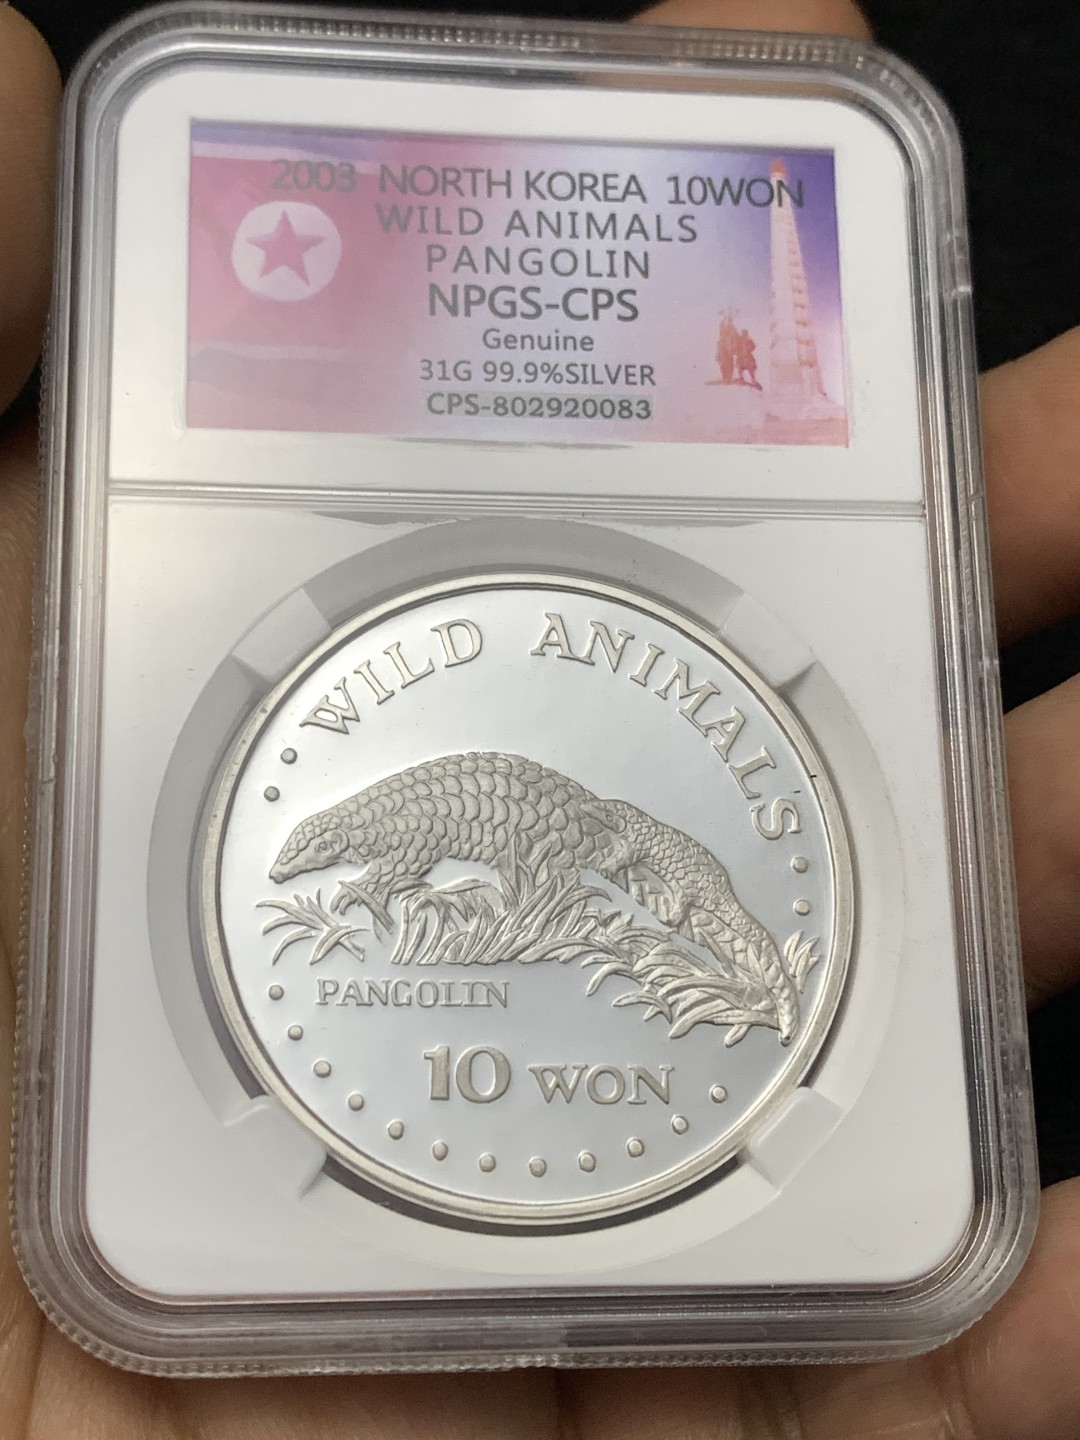 2003 NORTH KOREA 10WON
WILD ANIMALS
PANGOLIN
NPGS-CPS
Genuine
31G 99.9%SILVER
CPS-802920083
WILD ANIMALS
PANGOLIN
10 WON